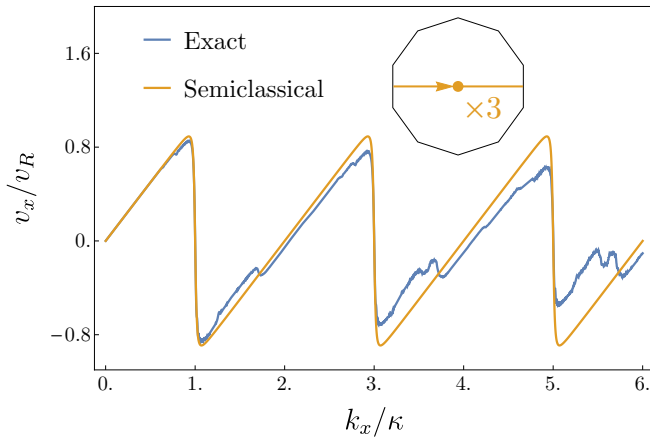 Exact
Semiclassical
×3
1.6
0.8
0.
−0.8
v_x/v_R
0. 1. 2. 3. 4. 5. 6.
k_x/κ